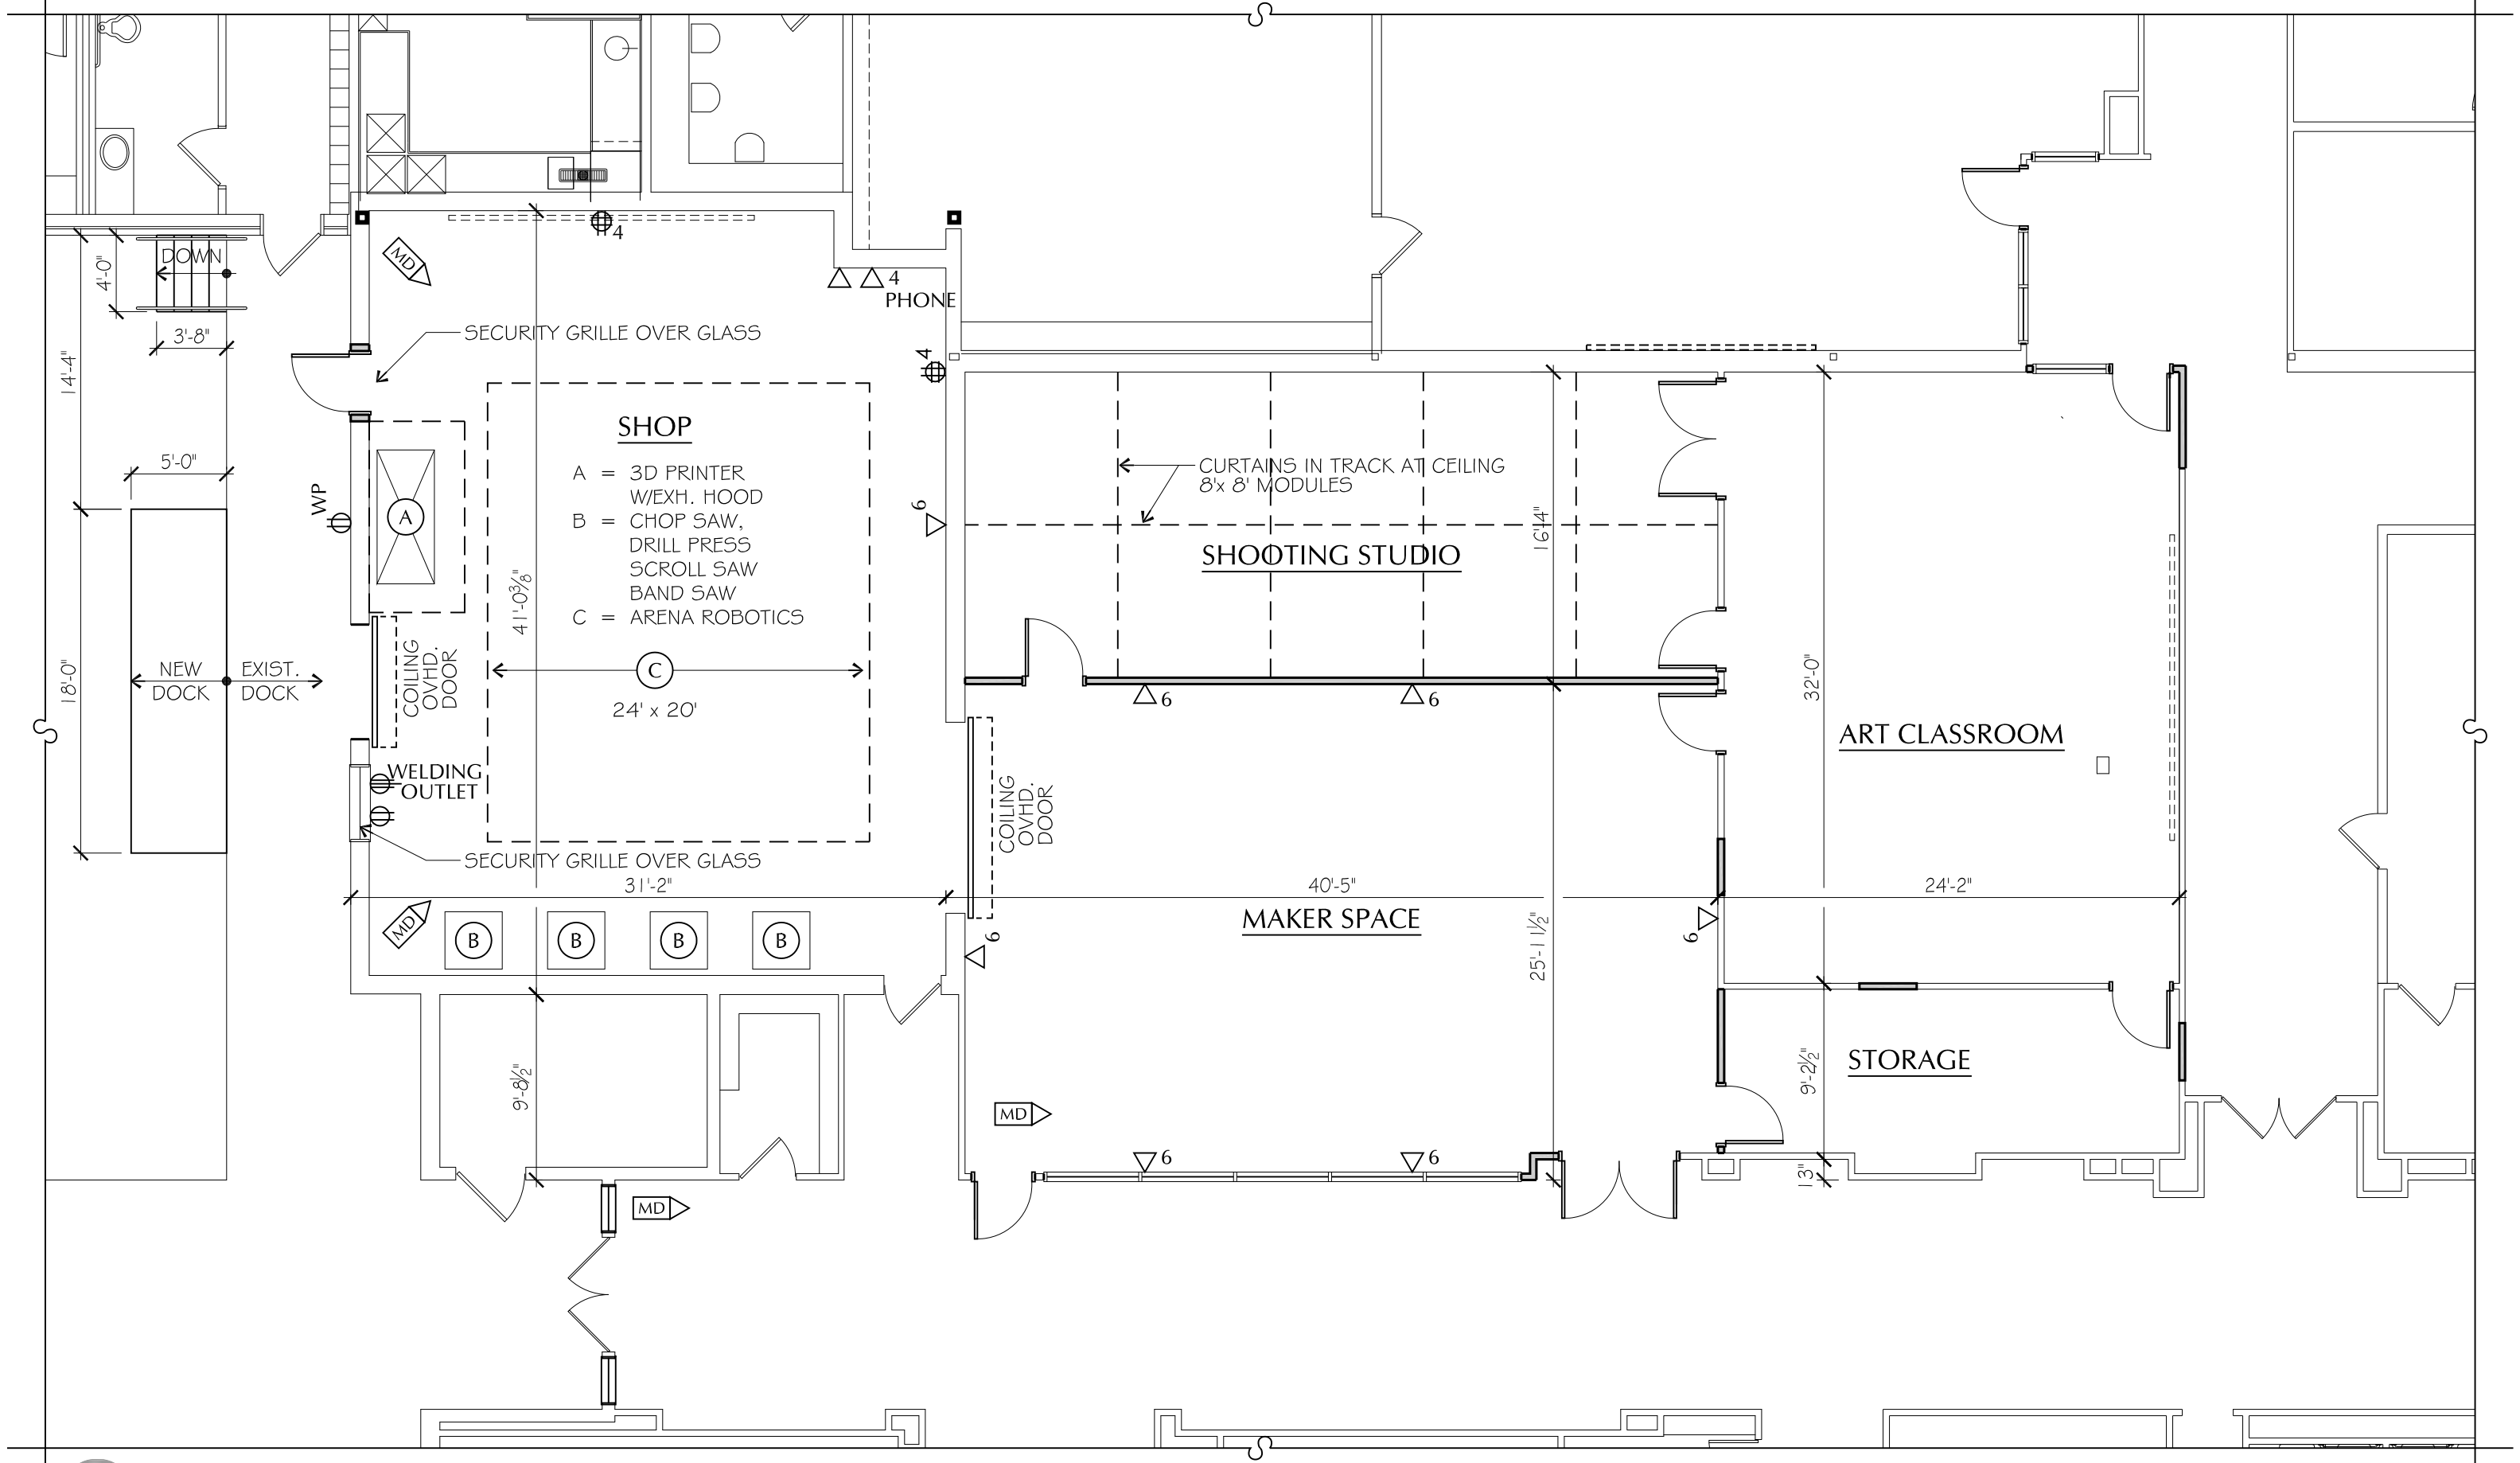 DOWN
4'-0"
3'-8"
14'-4"
5'-0"
18'-0"
NEW
DOCK
EXIST.
DOCK
WP
MD
4
4
PHONE
4
SECURITY GRILLE OVER GLASS
SHOP
A = 3D PRINTER
W/EXH. HOOD
B = CHOP SAW,
DRILL PRESS
SCROLL SAW
BAND SAW
C = ARENA ROBOTICS
A
41'-0⅜"
C
24' x 20'
COILING
OVHD.
DOOR
WELDING
OUTLET
SECURITY GRILLE OVER GLASS
31'-2"
MD
B
B
B
B
9'-8½"
MD
6
CURTAINS IN TRACK AT CEILING
8'x 8' MODULES
SHOOTING STUDIO
16'-4"
6
6
COILING
OVHD.
DOOR
40'-5"
MAKER SPACE
25'-11½"
6
6
MD
6
6
32'-0"
ART CLASSROOM
24'-2"
9'-2½"
STORAGE
13"